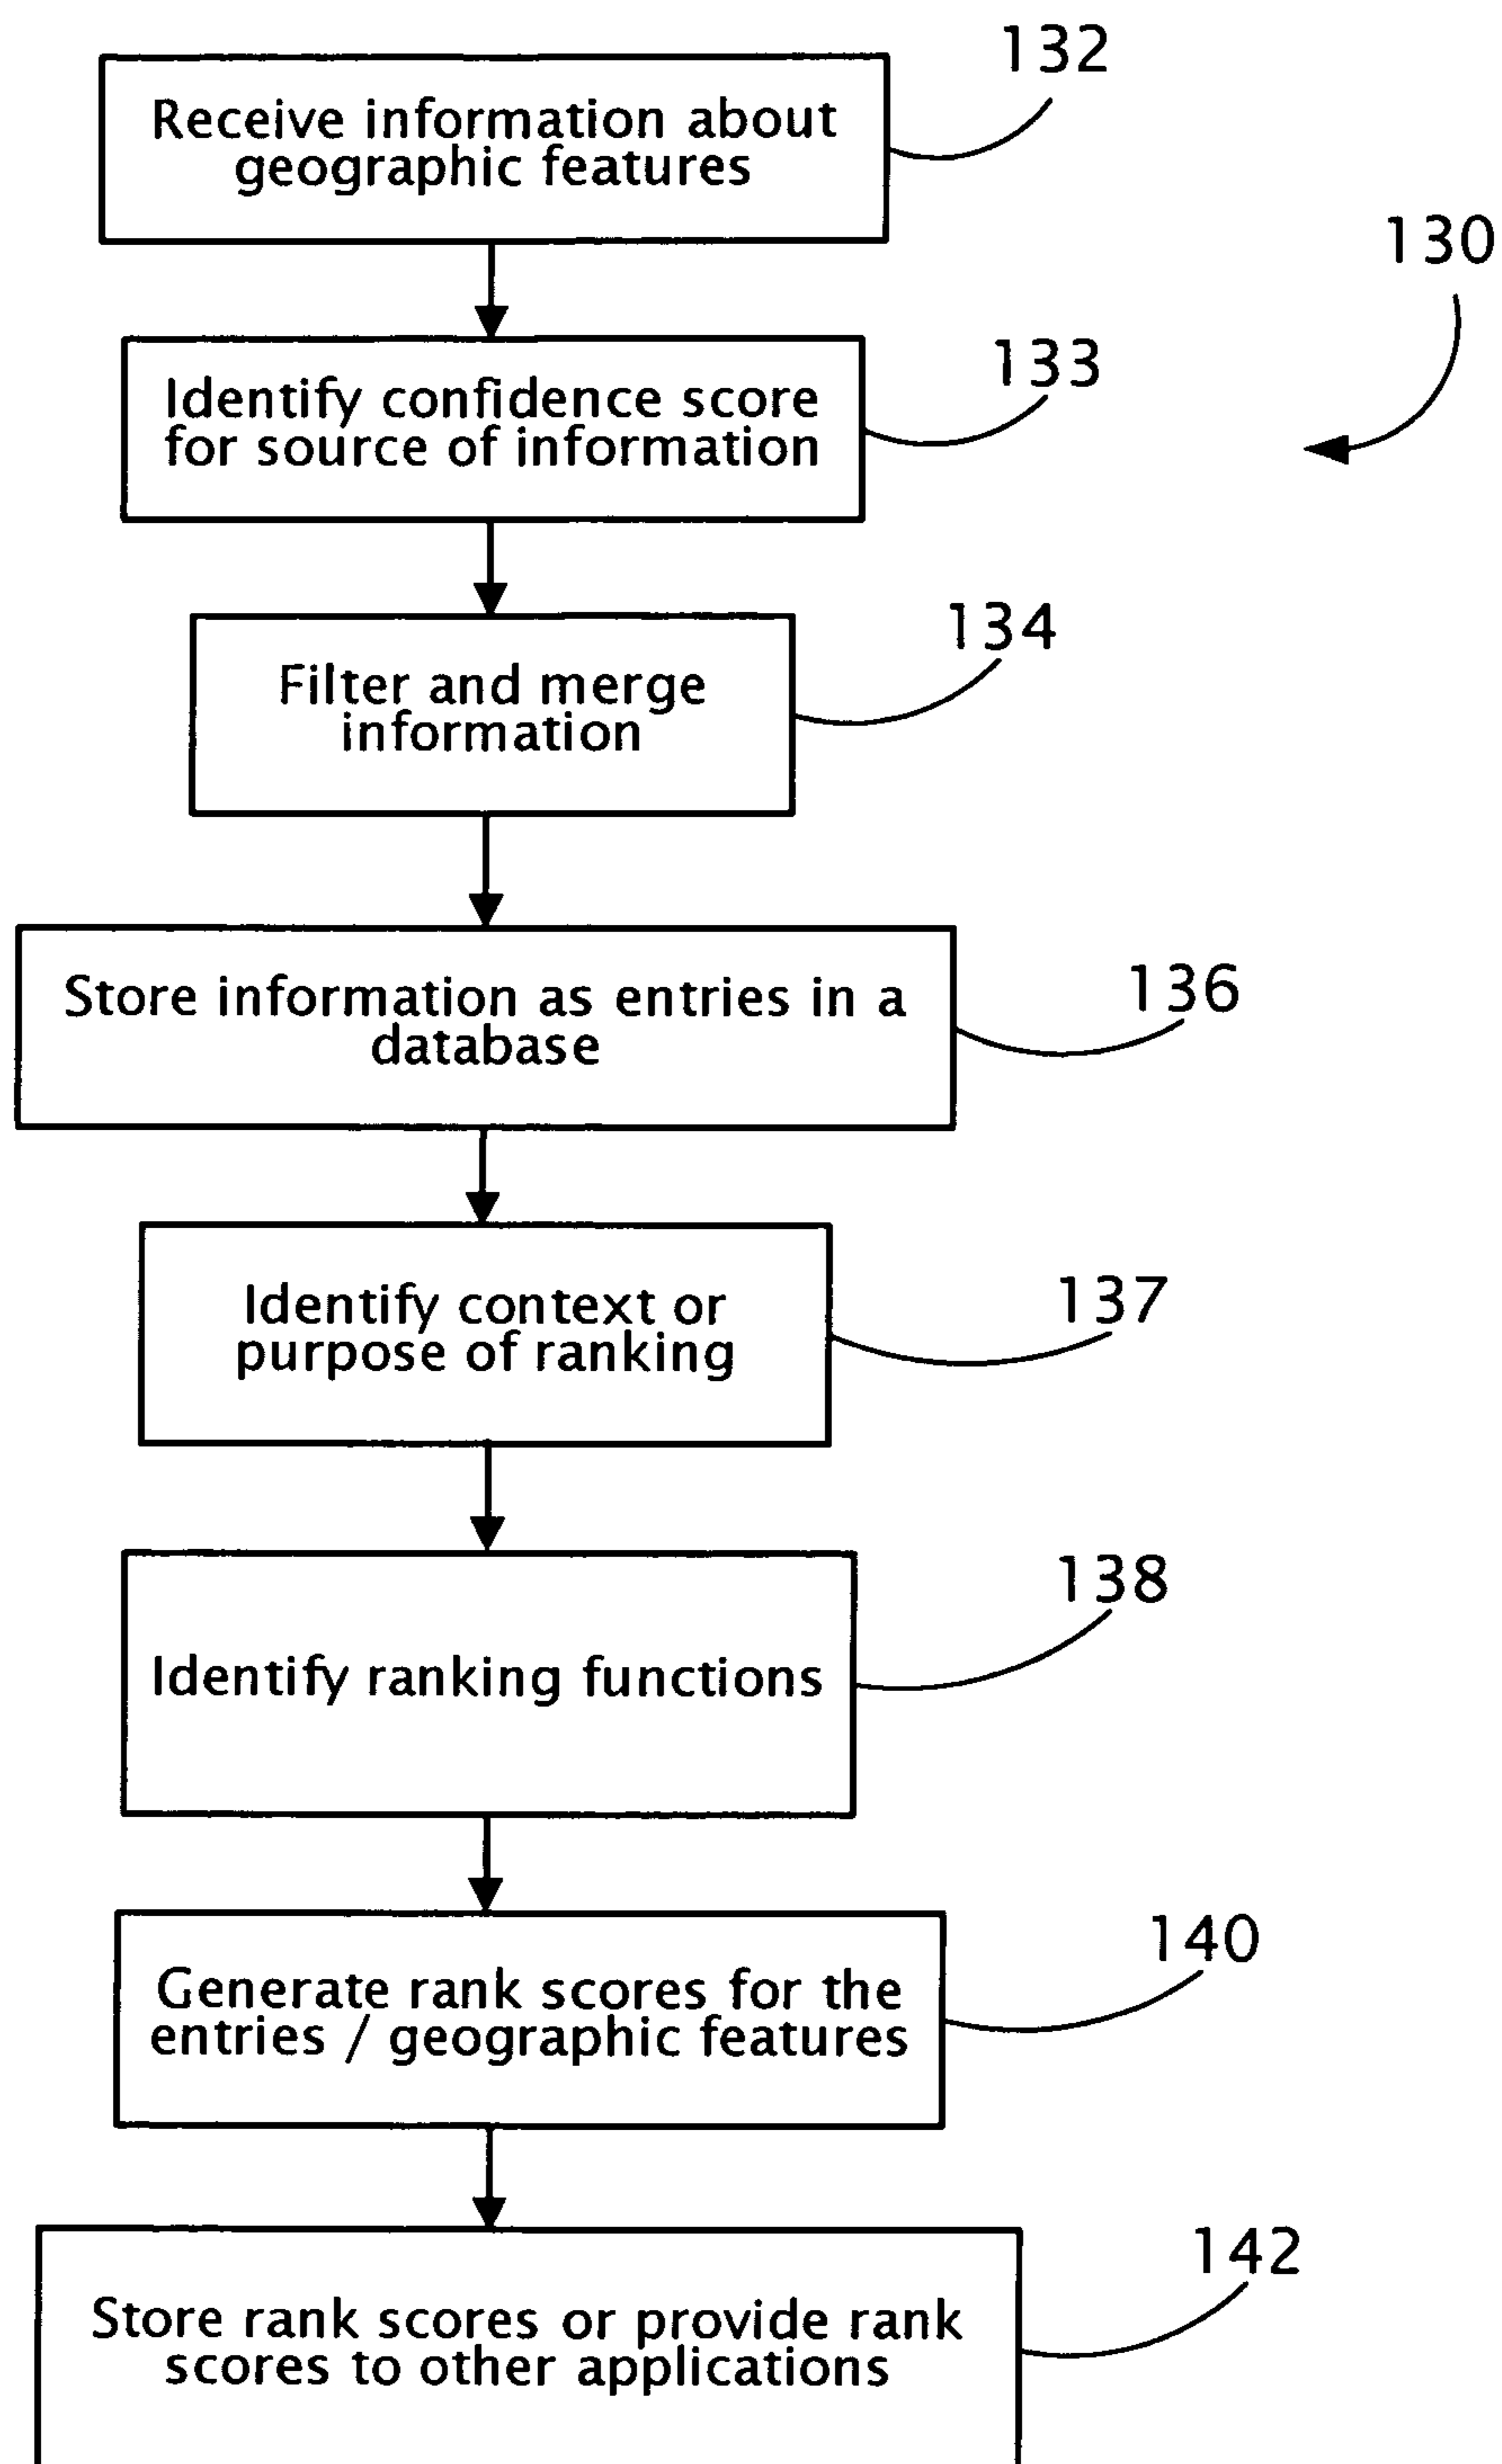 132
Receive information about
geographic features
130
133
Identify confidence score
for source of information
134
Filter and merge
information
136
Store information as entries in a
database
137
Identify context or
purpose of ranking
138
Identify ranking functions
140
Generate rank scores for the
entries / geographic features
142
Store rank scores or provide rank
scores to other applications